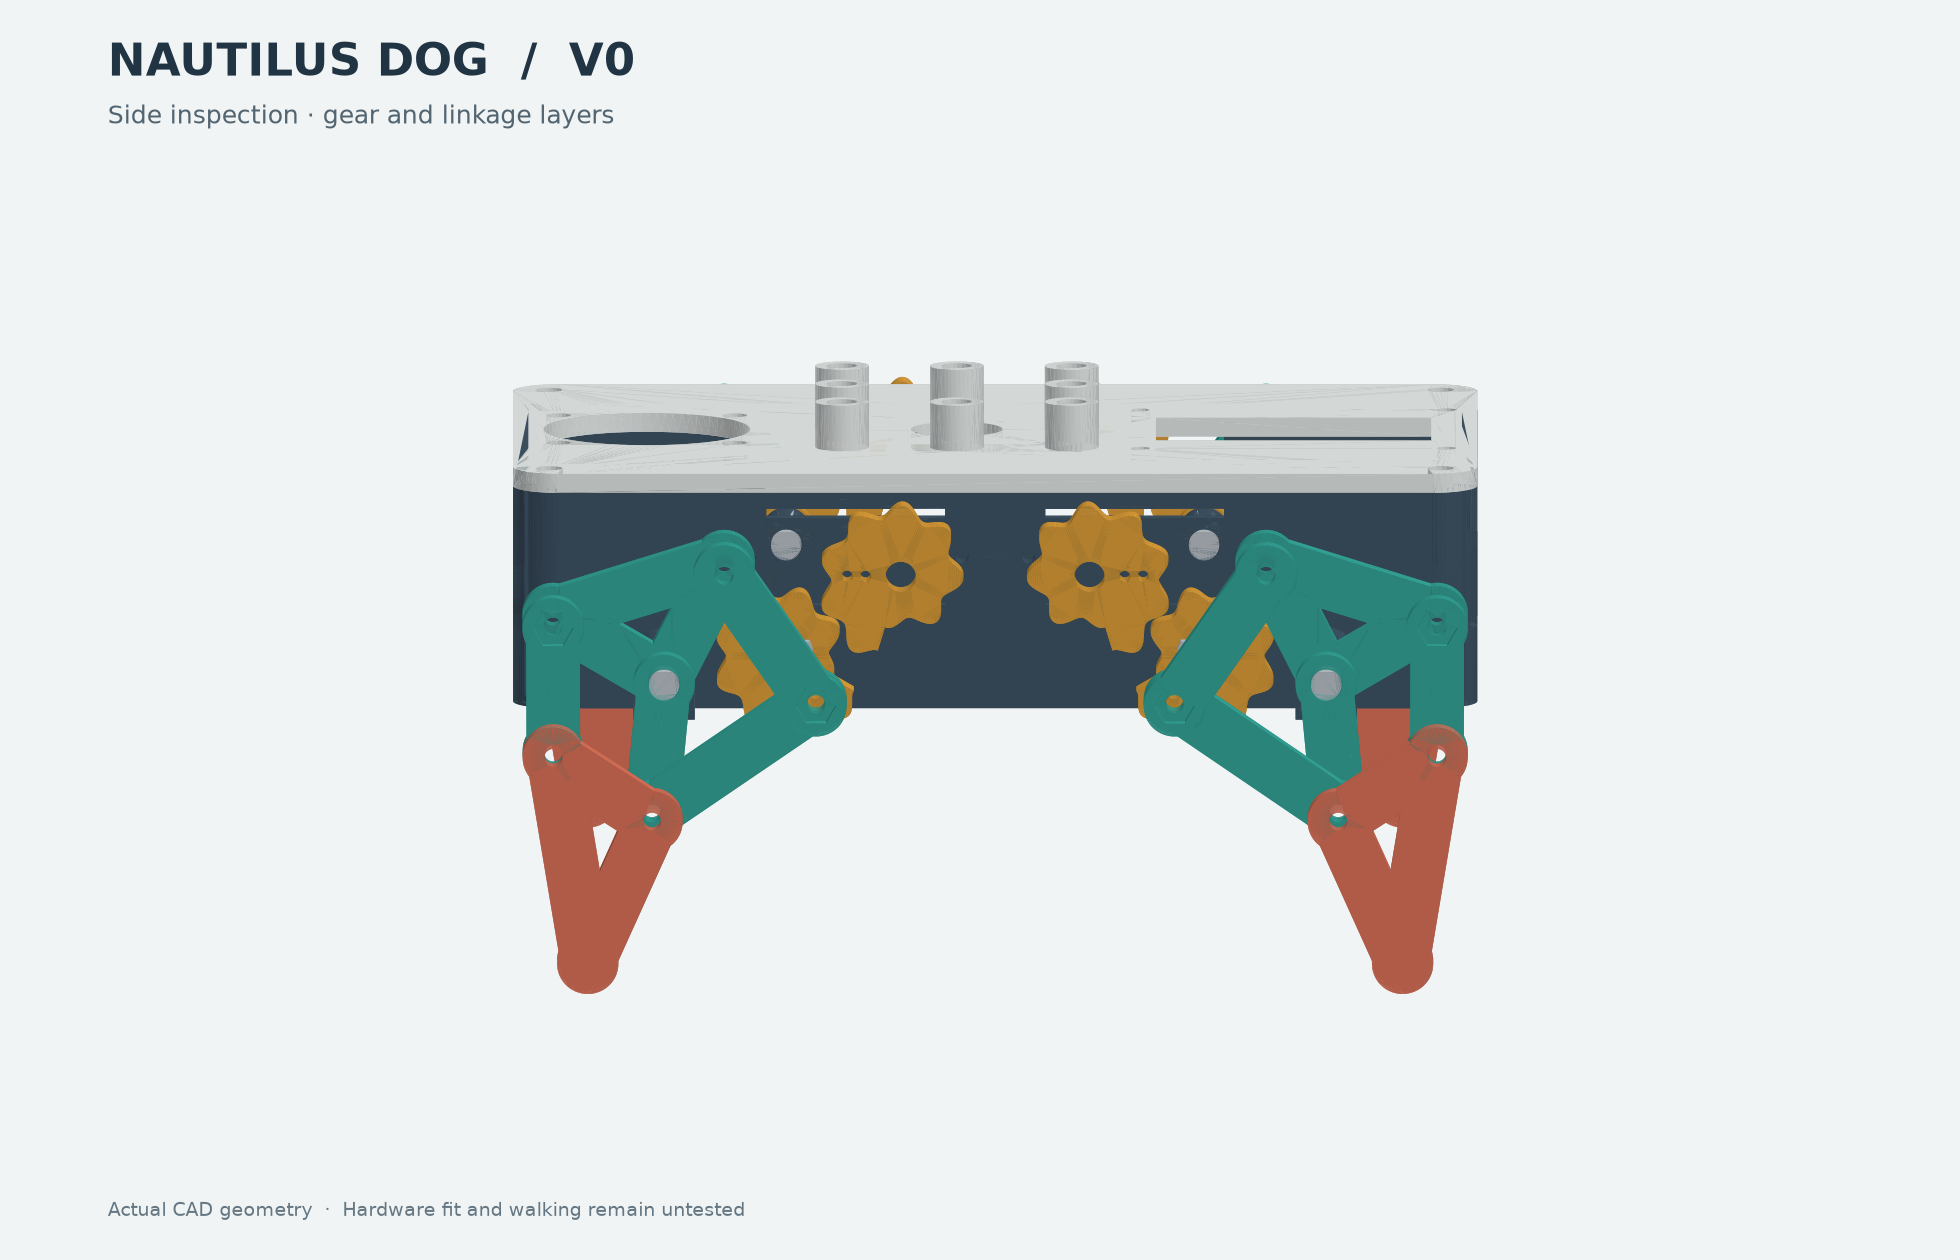 NAUTILUS DOG / V0
Side inspection · gear and linkage layers
Actual CAD geometry · Hardware fit and walking remain untested